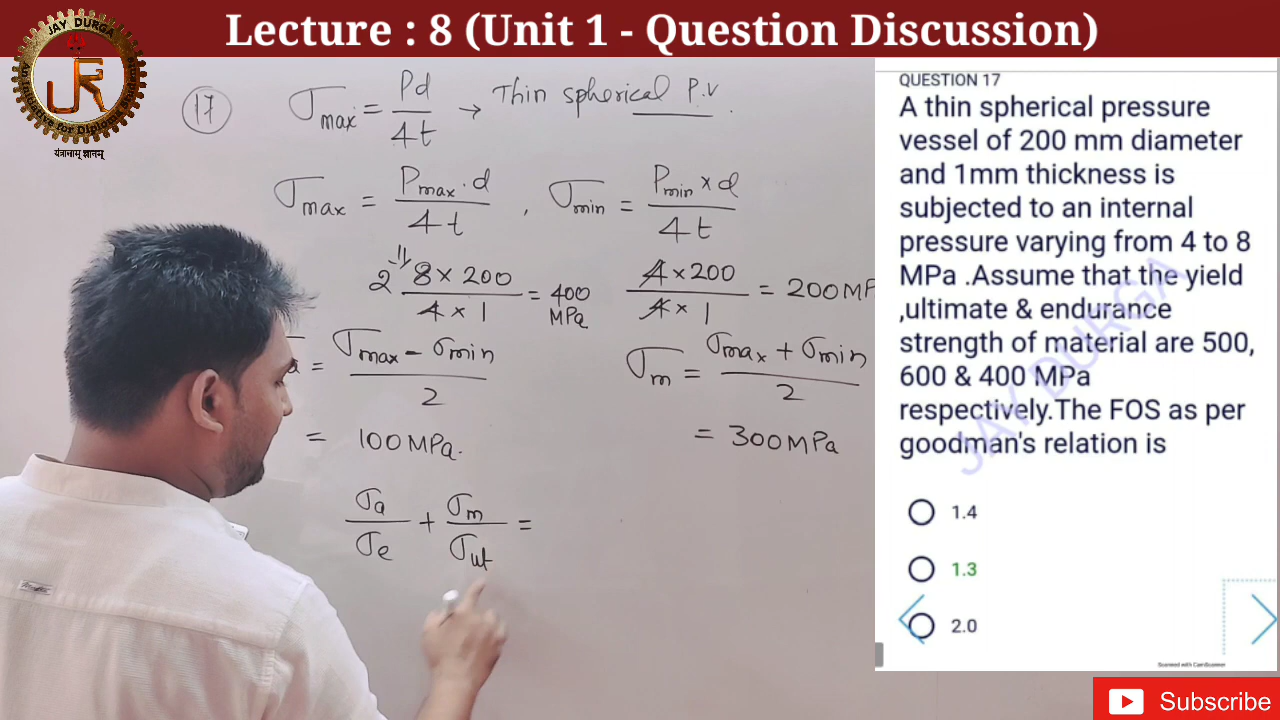 Lecture : 8 (Unit 1 - Question Discussion)
JAY DURGA
यंत्रानाम् ज्ञानम्
17 σmax = Pd / 4t → Thin spherical P.V.
σmax = Pmax · d / 4t , σmin = Pmin × d / 4t
2 8 × 200 / 4 × 1 = 400 MPa
4 × 200 / 4 × 1 = 200 MP
= σmax − σmin / 2
σm = σmax + σmin / 2
= 100 MPa.
= 300 MPa
σa / σe + σm / σut =
QUESTION 17
A thin spherical pressure
vessel of 200 mm diameter
and 1mm thickness is
subjected to an internal
pressure varying from 4 to 8
MPa .Assume that the yield
,ultimate & endurance
strength of material are 500,
600 & 400 MPa
respectively.The FOS as per
goodman's relation is
1.4
1.3
2.0
JAY DURGA
Scanned with CamScanner
Subscribe